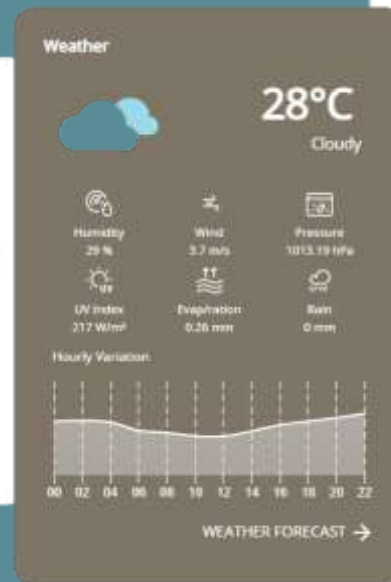 Weather
28°C
Cloudy
Humidity Wind Pressure
29 % 3.7 m/s 1013.19 hPa
UV Index Evap/ration Rain
217 W/m² 0.26 mm 0 mm
Hourly Variation
00 02 04 06 08 10 12 14 16 18 20 22
WEATHER FORECAST →